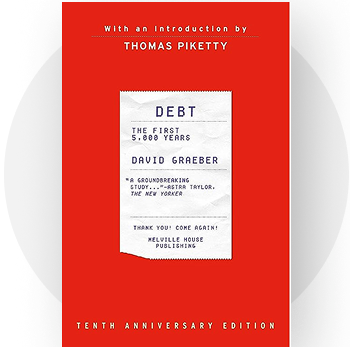 With an introduction by
THOMAS PIKETTY
DEBT
THE FIRST
5,000 YEARS
DAVID GRAEBER
"A GROUNDBREAKING
STUDY..."—ASTRA TAYLOR,
THE NEW YORKER
THANK YOU! COME AGAIN!
MELVILLE HOUSE
PUBLISHING
TENTH ANNIVERSARY EDITION